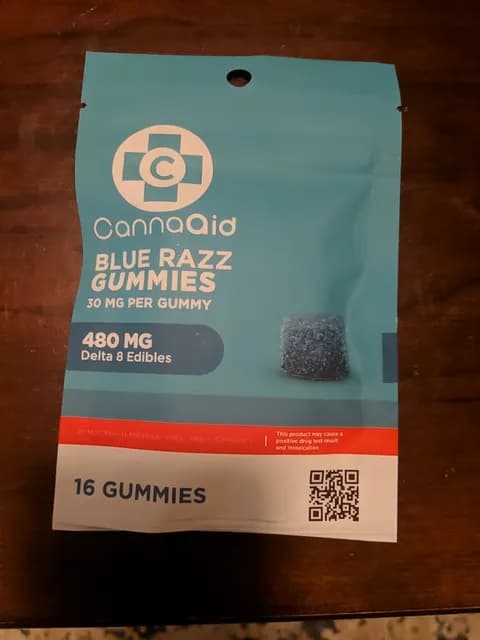 C
CannaAid
BLUE RAZZ
GUMMIES
30 MG PER GUMMY
480 MG
Delta 8 Edibles
This product may cause a
positive drug test result
and intoxication
16 GUMMIES